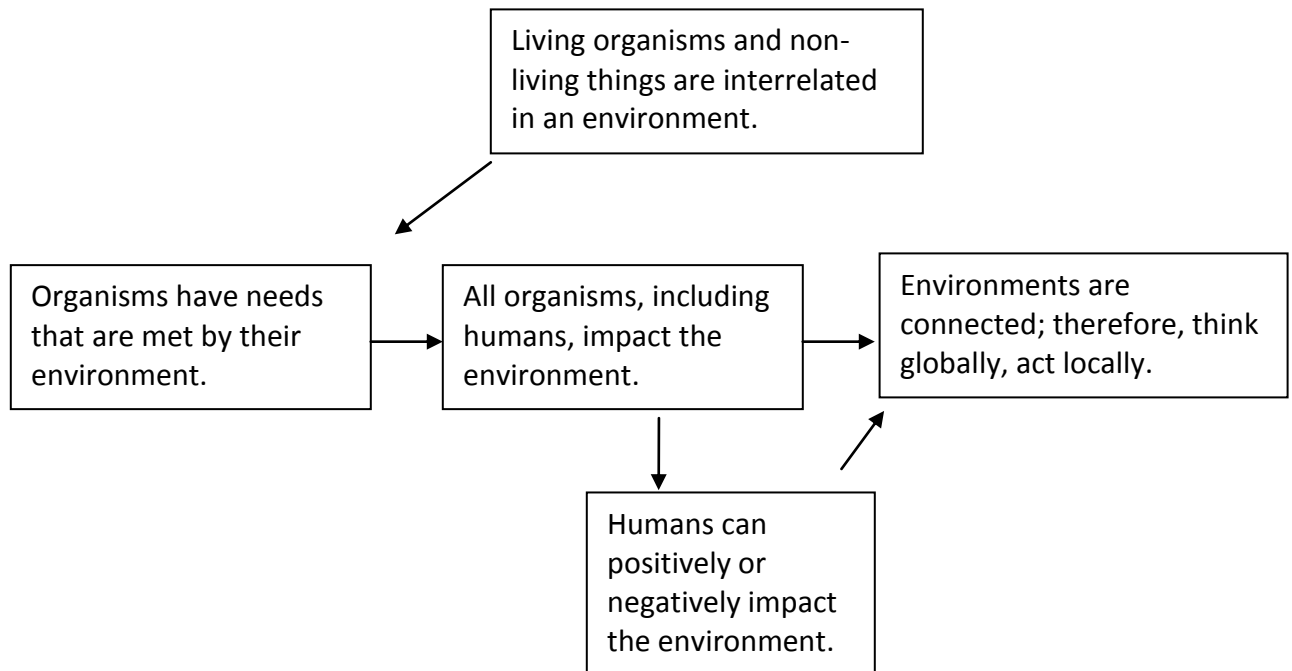 Living organisms and non-
living things are interrelated
in an environment.
Organisms have needs
that are met by their
environment.
All organisms, including
humans, impact the
environment.
Environments are
connected; therefore, think
globally, act locally.
Humans can
positively or
negatively impact
the environment.